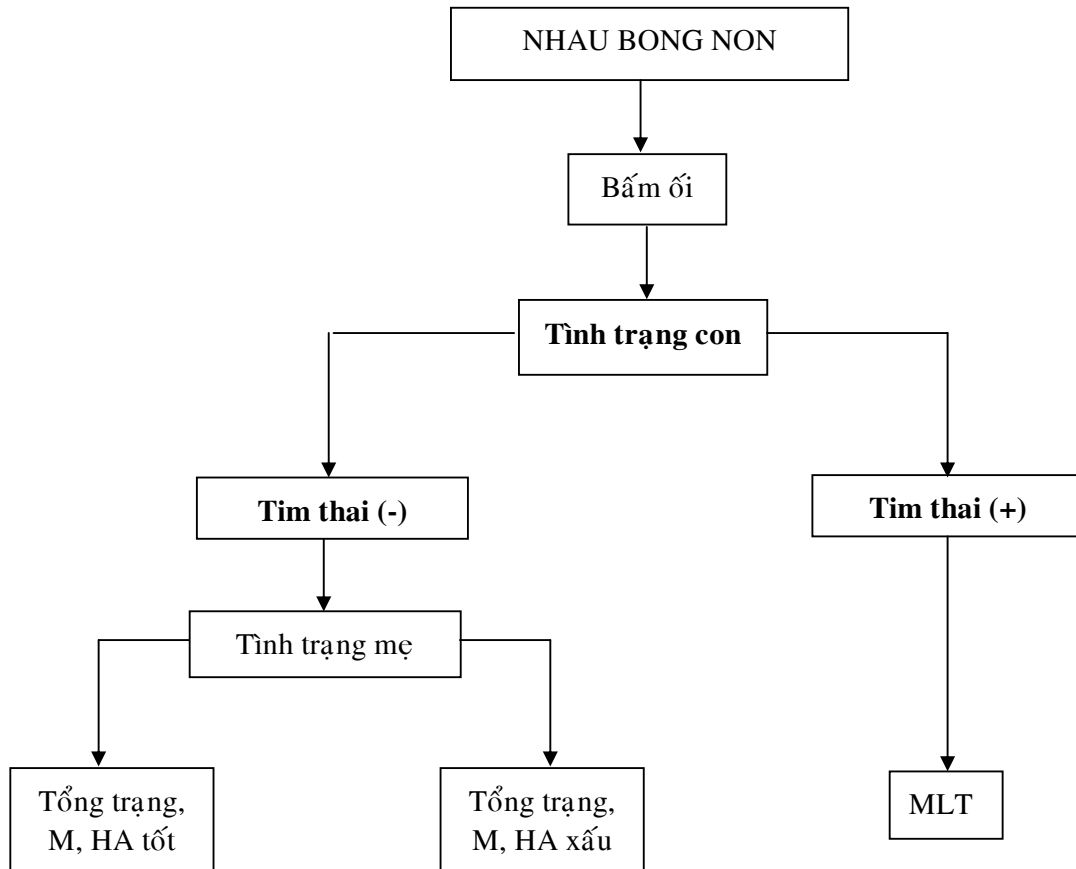 NHAU BONG NON
Bấm ối
Tình trạng con
Tim thai (-)
Tim thai (+)
Tình trạng mẹ
Tổng trạng,
M, HA tốt
Tổng trạng,
M, HA xấu
MLT